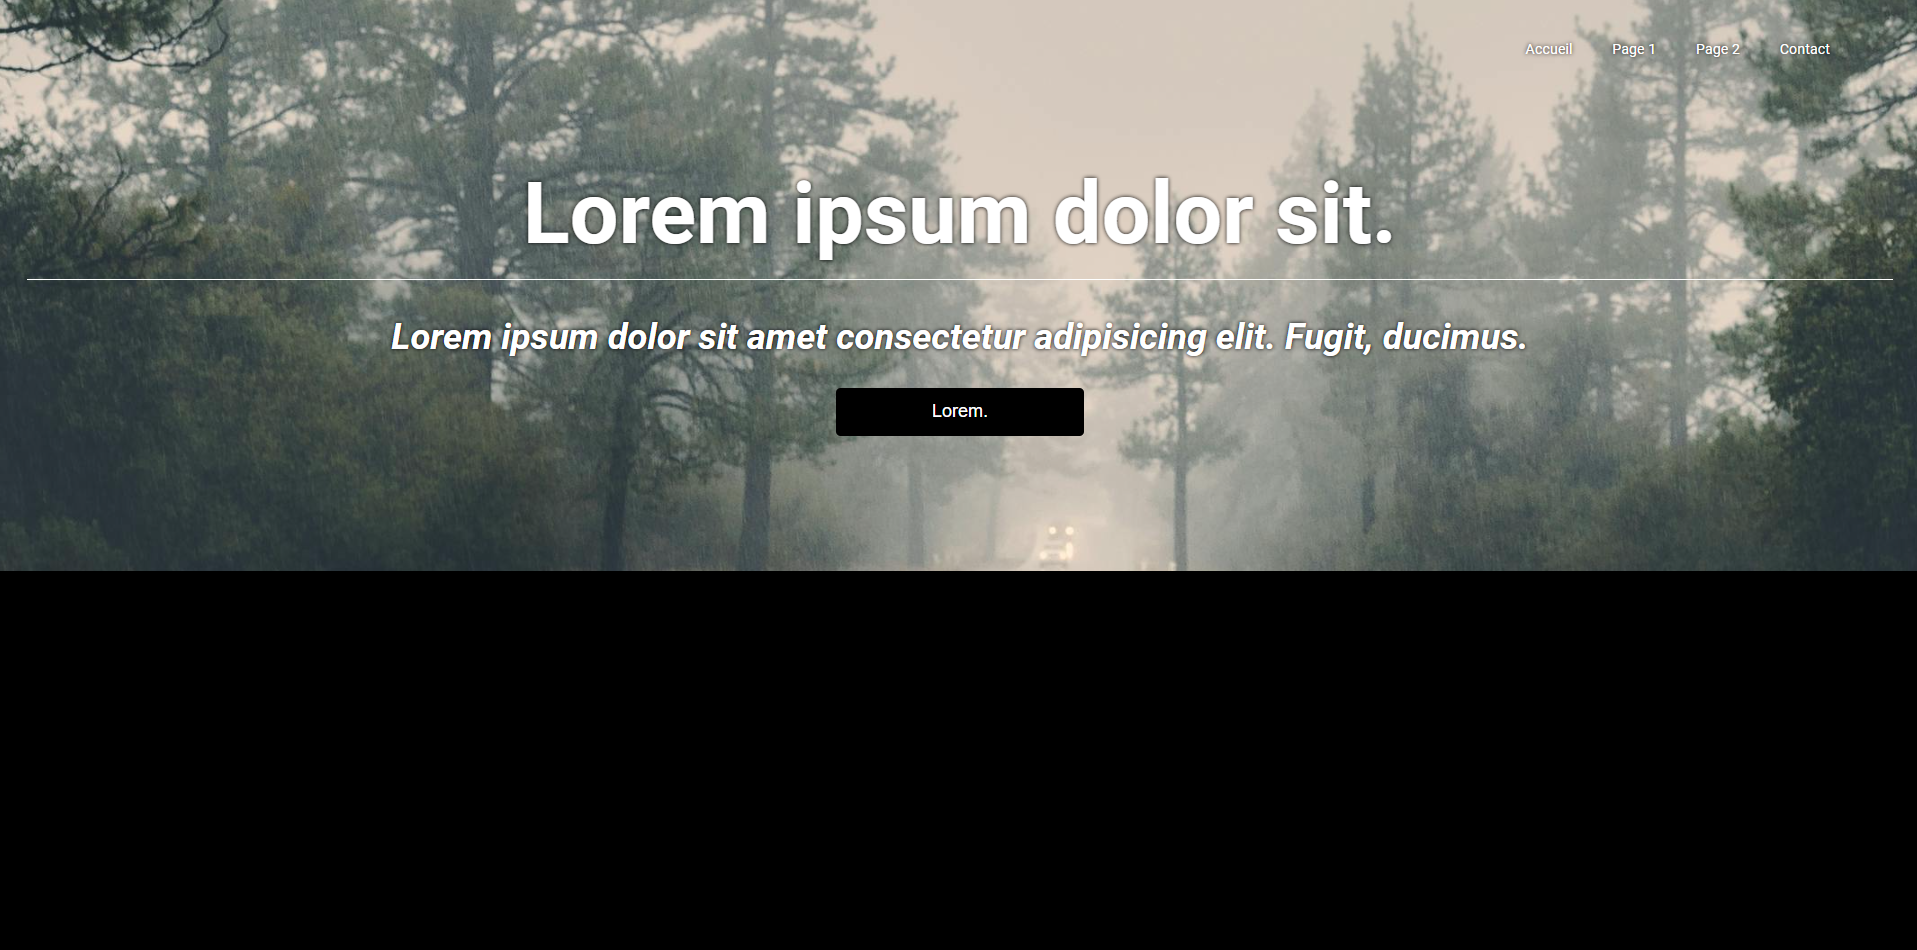 Accueil Page 1 Page 2 Contact
Lorem ipsum dolor sit.
Lorem ipsum dolor sit amet consectetur adipisicing elit. Fugit, ducimus.
Lorem.